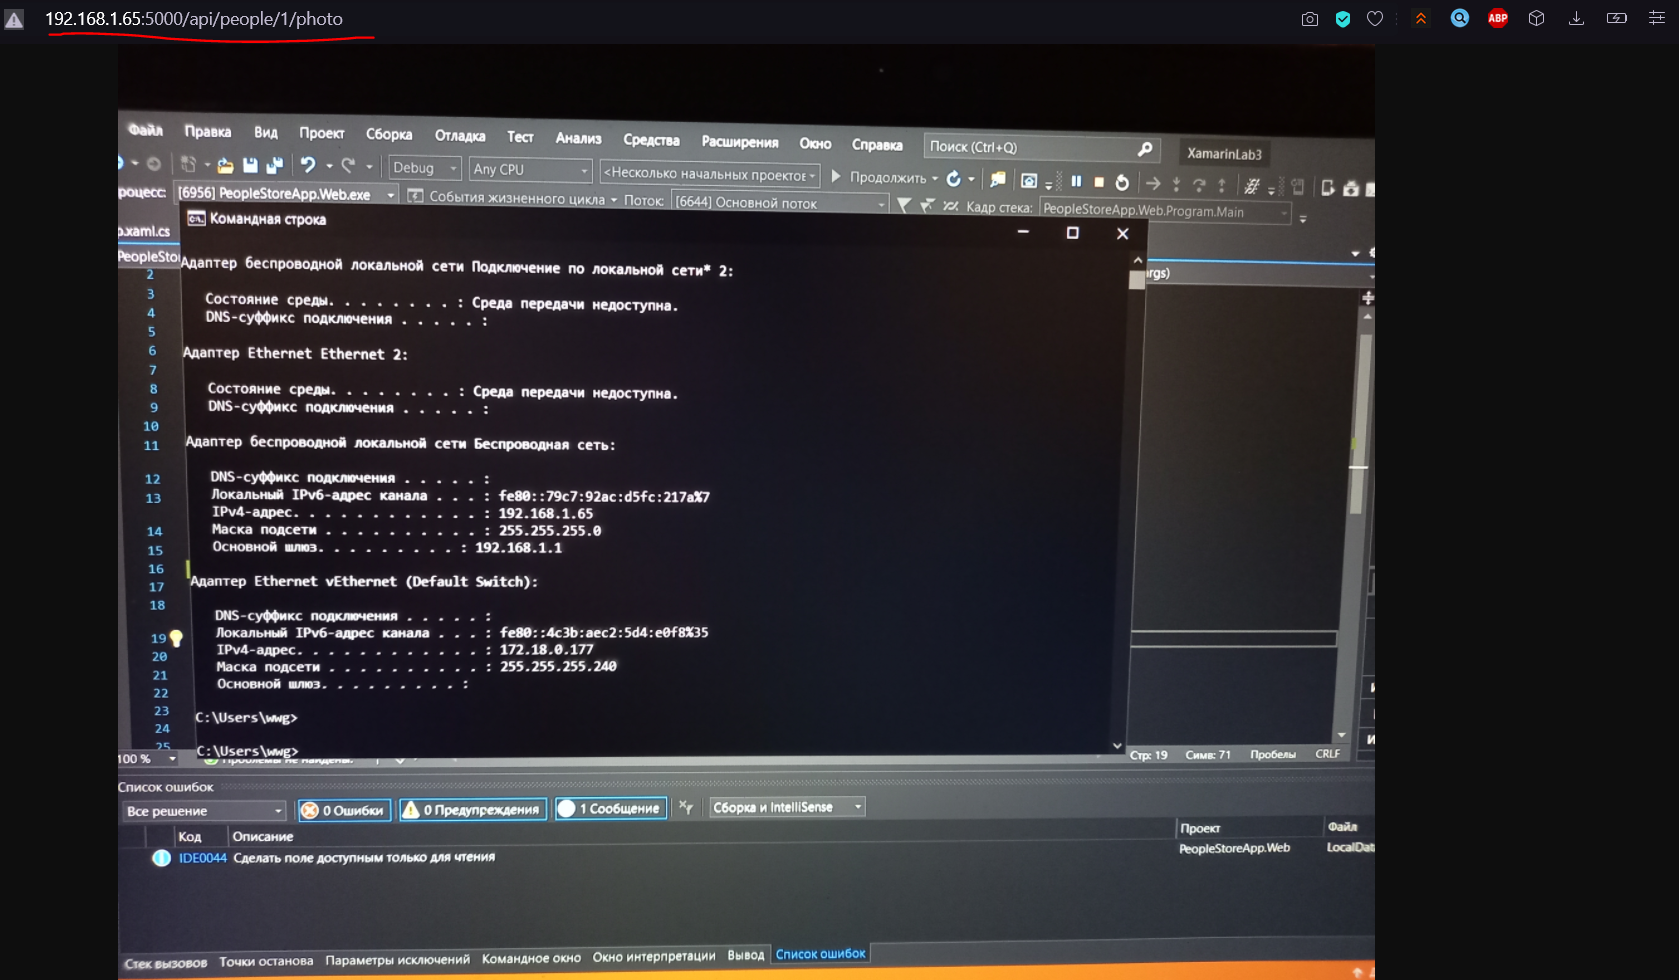 192.168.1.65:5000/api/people/1/photo
ABP
Файл Правка Вид Проект Сборка Отладка Тест Анализ Средства Расширения Окно Справка Поиск (Ctrl+Q) XamarinLab3
Debug Any CPU <Несколько начальных проектов Продолжить
роцесс: [6956] PeopleStoreApp.Web.exe События жизненного цикла Поток: [6644] Основной поток Кадр стека: PeopleStoreApp.Web.Program.Main
Командная строка
p.xaml.cs
PeopleSto
rgs)
Адаптер беспроводной локальной сети Подключение по локальной сети* 2:
2
3
Состояние среды. . . . . . . . : Среда передачи недоступна.
4
DNS-суффикс подключения . . . . . :
5
6
Адаптер Ethernet Ethernet 2:
7
8
Состояние среды. . . . . . . . : Среда передачи недоступна.
9
DNS-суффикс подключения . . . . . :
10
11
Адаптер беспроводной локальной сети Беспроводная сеть:
12
DNS-суффикс подключения . . . . . :
13
Локальный IPv6-адрес канала . . . : fe80::79c7:92ac:d5fc:217a%7
IPv4-адрес. . . . . . . . . . . . : 192.168.1.65
14
Маска подсети . . . . . . . . . . : 255.255.255.0
15
Основной шлюз. . . . . . . . . : 192.168.1.1
16
17
Адаптер Ethernet vEthernet (Default Switch):
18
DNS-суффикс подключения . . . . . :
19
Локальный IPv6-адрес канала . . . : fe80::4c3b:aec2:5d4:e0f8%35
20
IPv4-адрес. . . . . . . . . . . . : 172.18.0.177
21
Маска подсети . . . . . . . . . . : 255.255.255.240
22
Основной шлюз. . . . . . . . . :
23
C:\Users\wwg>
24
25
C:\Users\wwg>
100 % Проблемы не найдены. Стр: 19 Симв: 71 Пробелы CRLF
Список ошибок
Все решение 0 Ошибки 0 Предупреждения 1 Сообщение Сборка и IntelliSense
Код Описание Проект Файл
IDE0044 Сделать поле доступным только для чтения PeopleStoreApp.Web LocalDat
Стек вызовов Точки останова Параметры исключений Командное окно Окно интерпретации Вывод Список ошибок